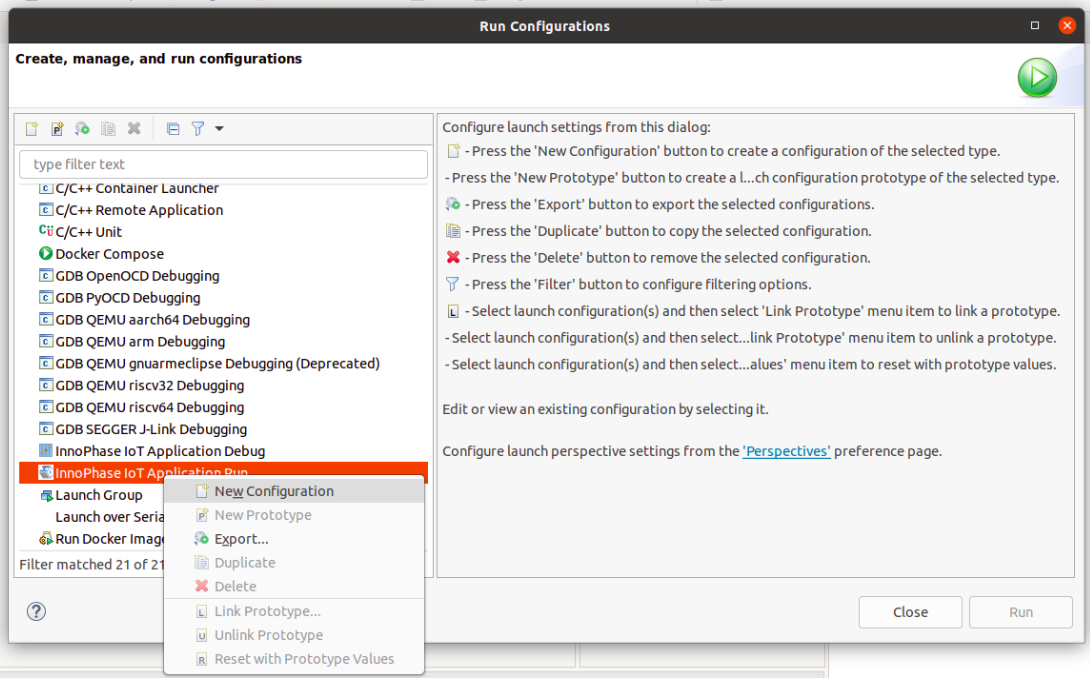 Run Configurations
Create, manage, and run configurations
type filter text
C/C++ Container Launcher
C/C++ Remote Application
C/C++ Unit
Docker Compose
GDB OpenOCD Debugging
GDB PyOCD Debugging
GDB QEMU aarch64 Debugging
GDB QEMU arm Debugging
GDB QEMU gnuarmeclipse Debugging (Deprecated)
GDB QEMU riscv32 Debugging
GDB QEMU riscv64 Debugging
GDB SEGGER J-Link Debugging
InnoPhase IoT Application Debug
InnoPhase IoT Application Run
Launch Group
Launch over Seria
Run Docker Imag
Filter matched 21 of 21
New Configuration
New Prototype
Export...
Duplicate
Delete
Link Prototype...
Unlink Prototype
Reset with Prototype Values
Configure launch settings from this dialog:
- Press the 'New Configuration' button to create a configuration of the selected type.
- Press the 'New Prototype' button to create a l...ch configuration prototype of the selected type.
- Press the 'Export' button to export the selected configurations.
- Press the 'Duplicate' button to copy the selected configuration.
- Press the 'Delete' button to remove the selected configuration.
- Press the 'Filter' button to configure filtering options.
- Select launch configuration(s) and then select 'Link Prototype' menu item to link a prototype.
- Select launch configuration(s) and then select...link Prototype' menu item to unlink a prototype.
- Select launch configuration(s) and then select...alues' menu item to reset with prototype values.
Edit or view an existing configuration by selecting it.
Configure launch perspective settings from the 'Perspectives' preference page.
Close
Run